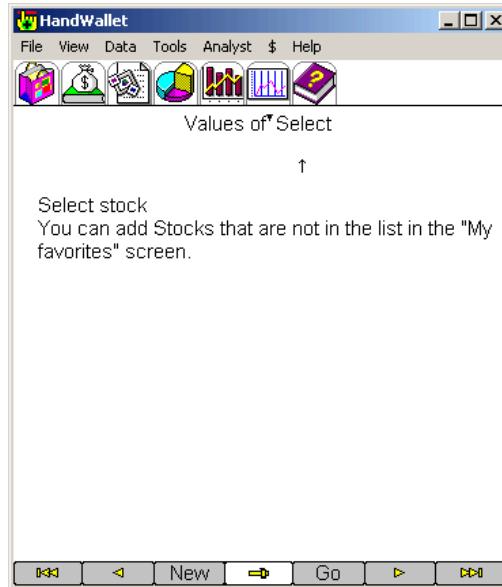 HandWallet
File View Data Tools Analyst $ Help
Values of Select
Select stock
You can add Stocks that are not in the list in the "My
favorites" screen.
New Go